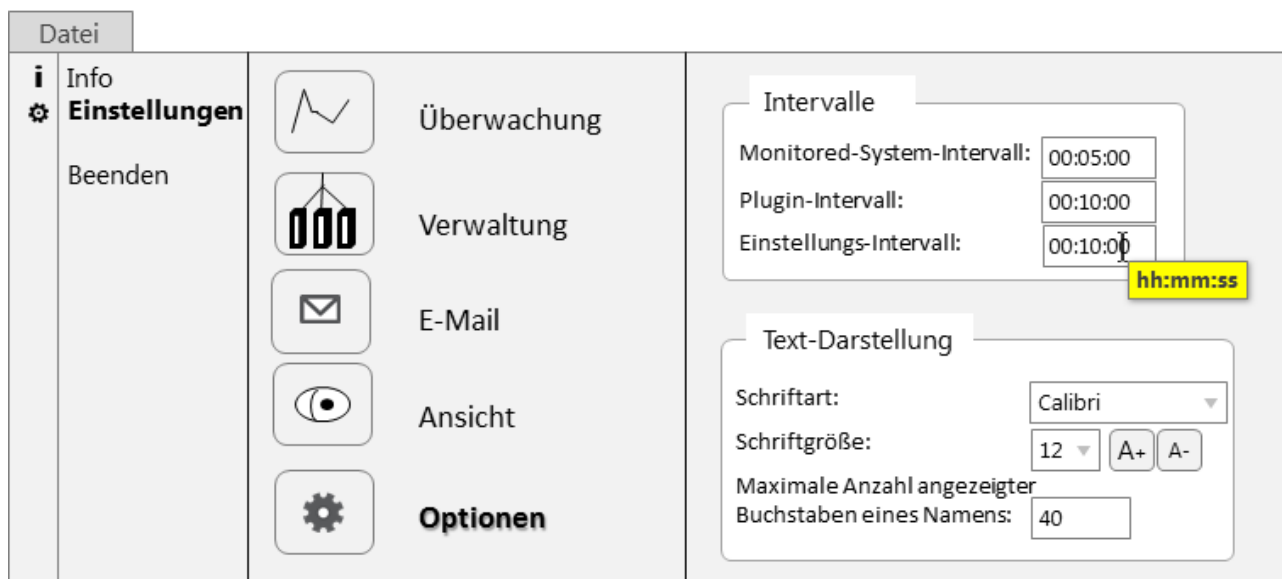 Datei
i Info
Einstellungen
Beenden
Überwachung
Verwaltung
E-Mail
Ansicht
Optionen
Intervalle
Monitored-System-Intervall: 00:05:00
Plugin-Intervall: 00:10:00
Einstellungs-Intervall: 00:10:00
hh:mm:ss
Text-Darstellung
Schriftart: Calibri
Schriftgröße: 12 A+ A-
Maximale Anzahl angezeigter
Buchstaben eines Namens: 40